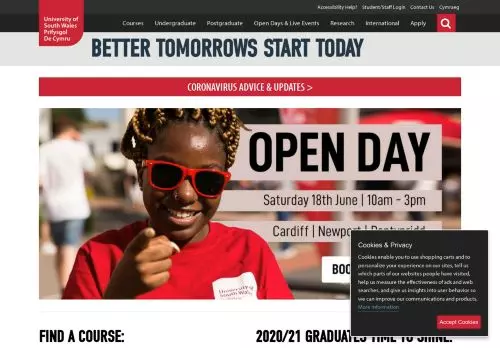 Accessibility Help? Student/Staff Login Contact Us Cymraeg
University of
South Wales
Prifysgol
De Cymru
Courses Undergraduate Postgraduate Open Days & Live Events Research International Apply
BETTER TOMORROWS START TODAY
CORONAVIRUS ADVICE & UPDATES >
OPEN DAY
Saturday 18th June | 10am - 3pm
Cardiff | Newport |
University of
South Wales
BOO
Cookies & Privacy
Cookies enable you to use shopping carts and to
personalize your experience on our sites, tell us
which parts of our websites people have visited,
help us measure the effectiveness of ads and web
searches, and give us insights into user behavior so
we can improve our communications and products.
More Information
Accept Cookies
FIND A COURSE:
2020/21 GRADUATES TIME TO SHINE!